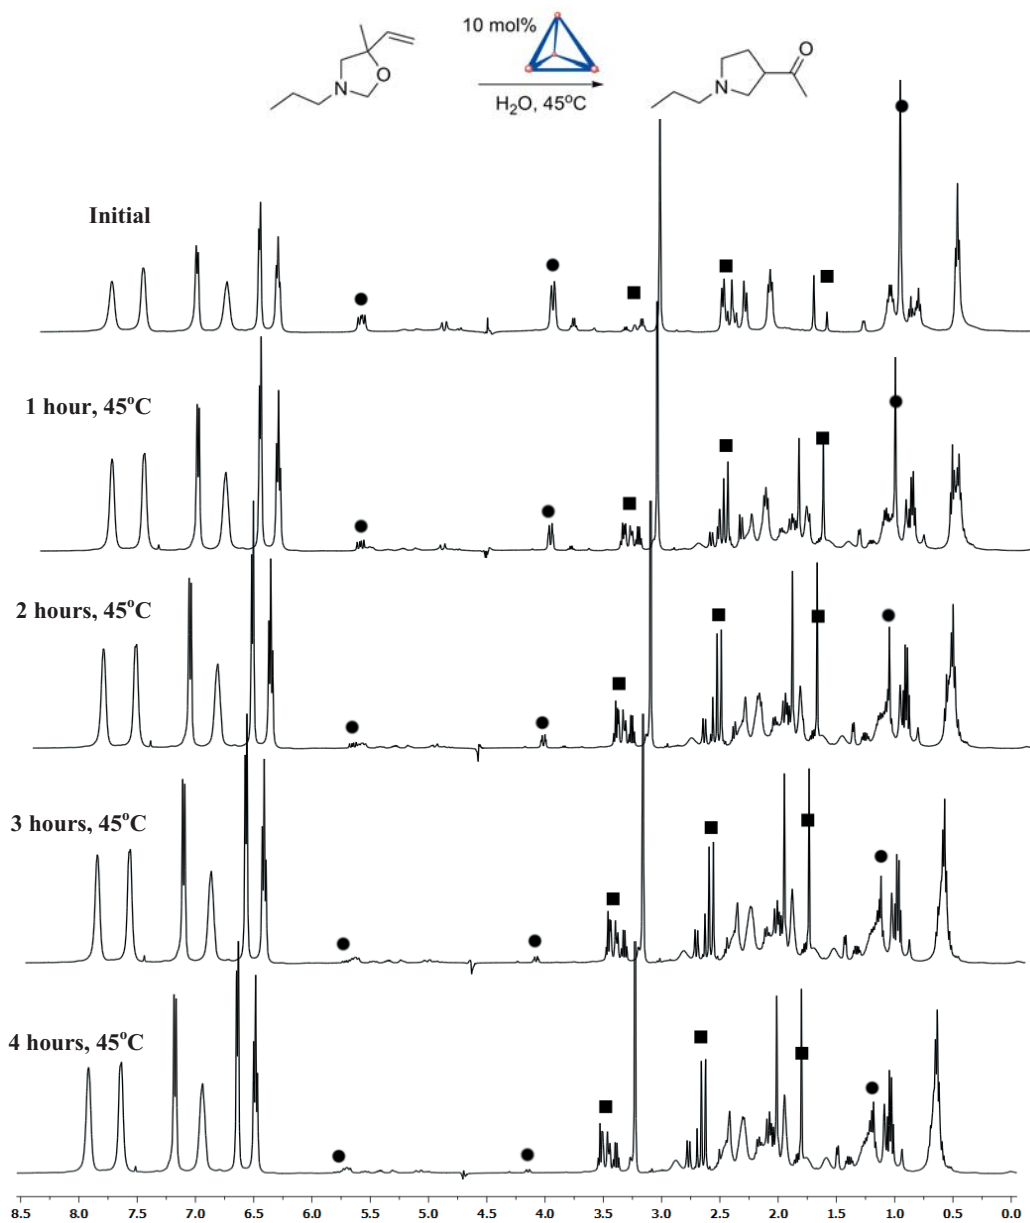 10 mol%
N
O
H₂O, 45°C
N
O
Initial
1 hour, 45°C
2 hours, 45°C
3 hours, 45°C
4 hours, 45°C
8.5 8.0 7.5 7.0 6.5 6.0 5.5 5.0 4.5 4.0 3.5 3.0 2.5 2.0 1.5 1.0 0.5 0.0